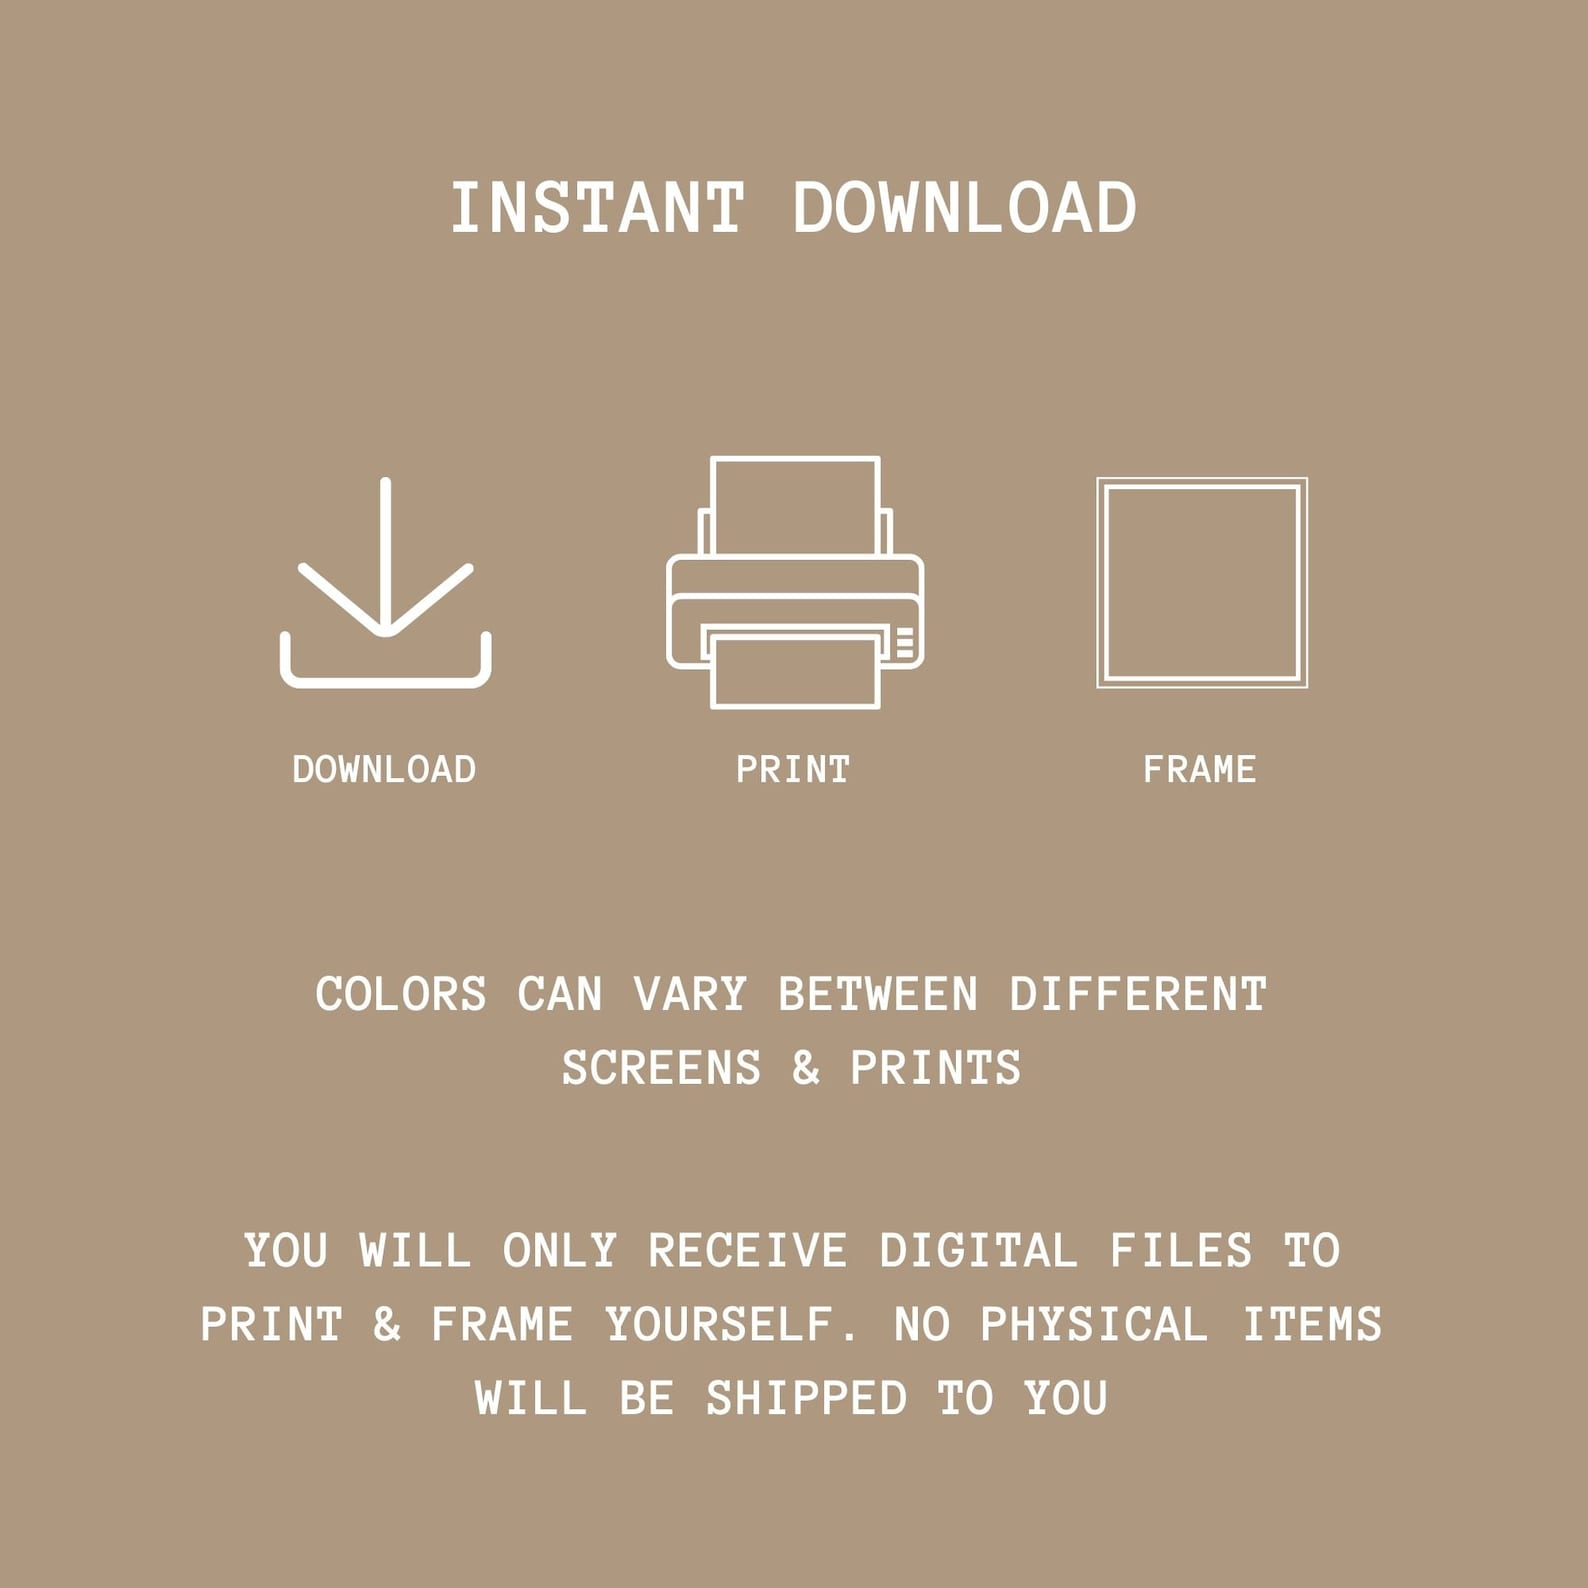 INSTANT DOWNLOAD
DOWNLOAD
PRINT
FRAME
COLORS CAN VARY BETWEEN DIFFERENT
SCREENS & PRINTS
YOU WILL ONLY RECEIVE DIGITAL FILES TO
PRINT & FRAME YOURSELF. NO PHYSICAL ITEMS
WILL BE SHIPPED TO YOU